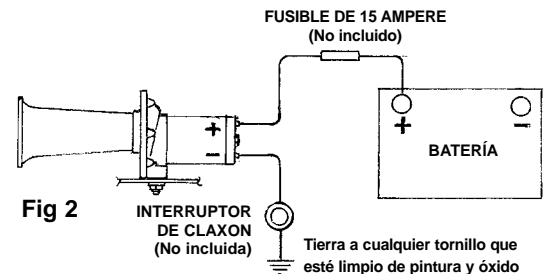 FUSIBLE DE 15 AMPERE
(No incluido)
+
−
+
−
BATERÍA
Fig 2
INTERRUPTOR
DE CLAXON
(No incluida)
Tierra a cualquier tornillo que
esté limpio de pintura y óxido